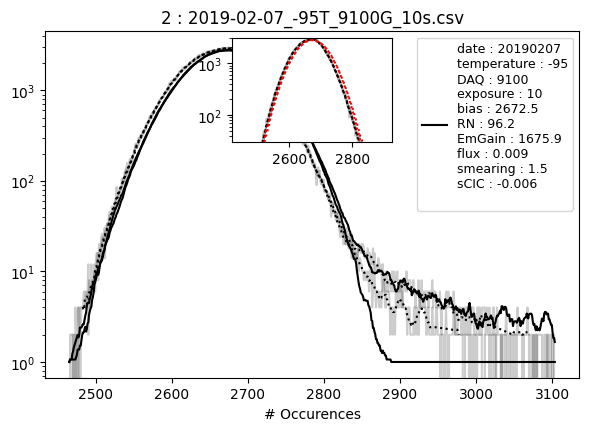 2 : 2019-02-07_-95T_9100G_10s.csv
date : 20190207
temperature : -95
DAQ : 9100
exposure : 10
bias : 2672.5
RN : 96.2
EmGain : 1675.9
flux : 0.009
smearing : 1.5
sCIC : -0.006
10³
10²
2600 2800
10³
10²
10¹
10⁰
2500 2600 2700 2800 2900 3000 3100
# Occurences